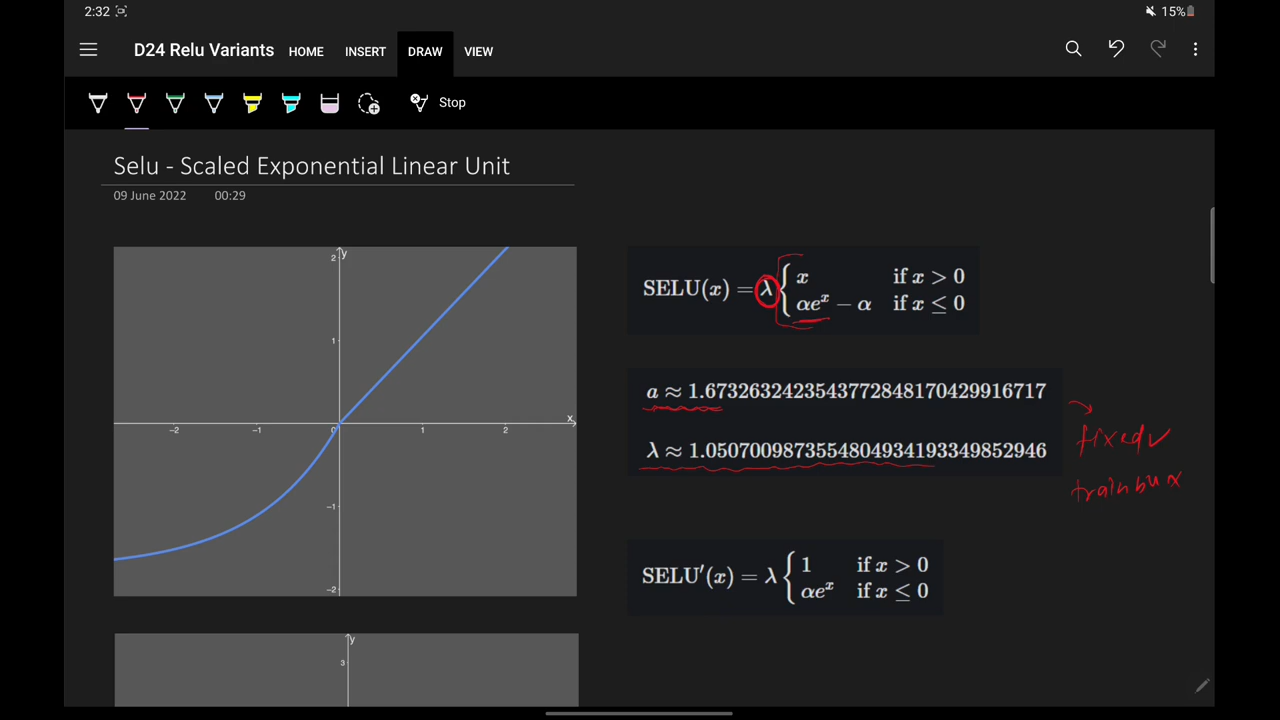 2:32 15%
D24 Relu Variants HOME INSERT DRAW VIEW
Stop
Selu - Scaled Exponential Linear Unit
09 June 2022 00:29
y
2
1
x
-2 -1 0 1 2
-1
-2
y
3
SELU(x) = λ { x if x > 0
αeˣ − α if x ≤ 0
a ≈ 1.6732632423543772848170429916717
λ ≈ 1.0507009873554804934193349852946
fixed ✓
SELU′(x) = λ { 1 if x > 0
αeˣ if x ≤ 0